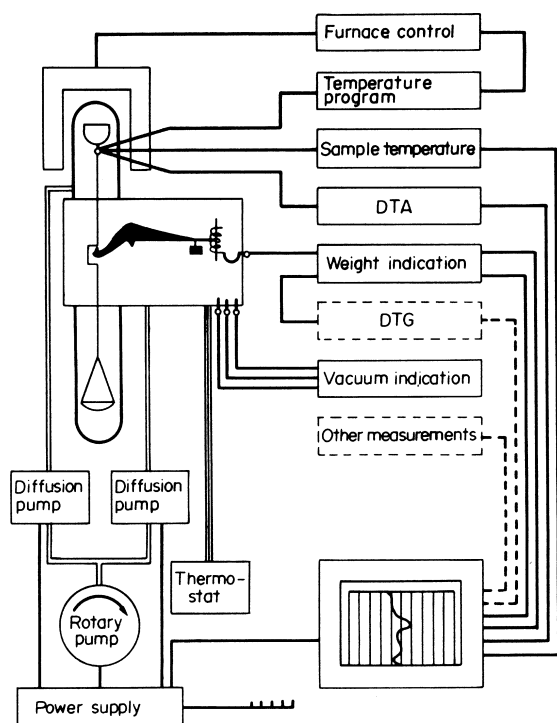 Furnace control
Temperature
program
Sample temperature
DTA
Weight indication
DTG
Vacuum indication
Other measurements
Diffusion
pump
Diffusion
pump
Thermo-
stat
Rotary
pump
Power supply